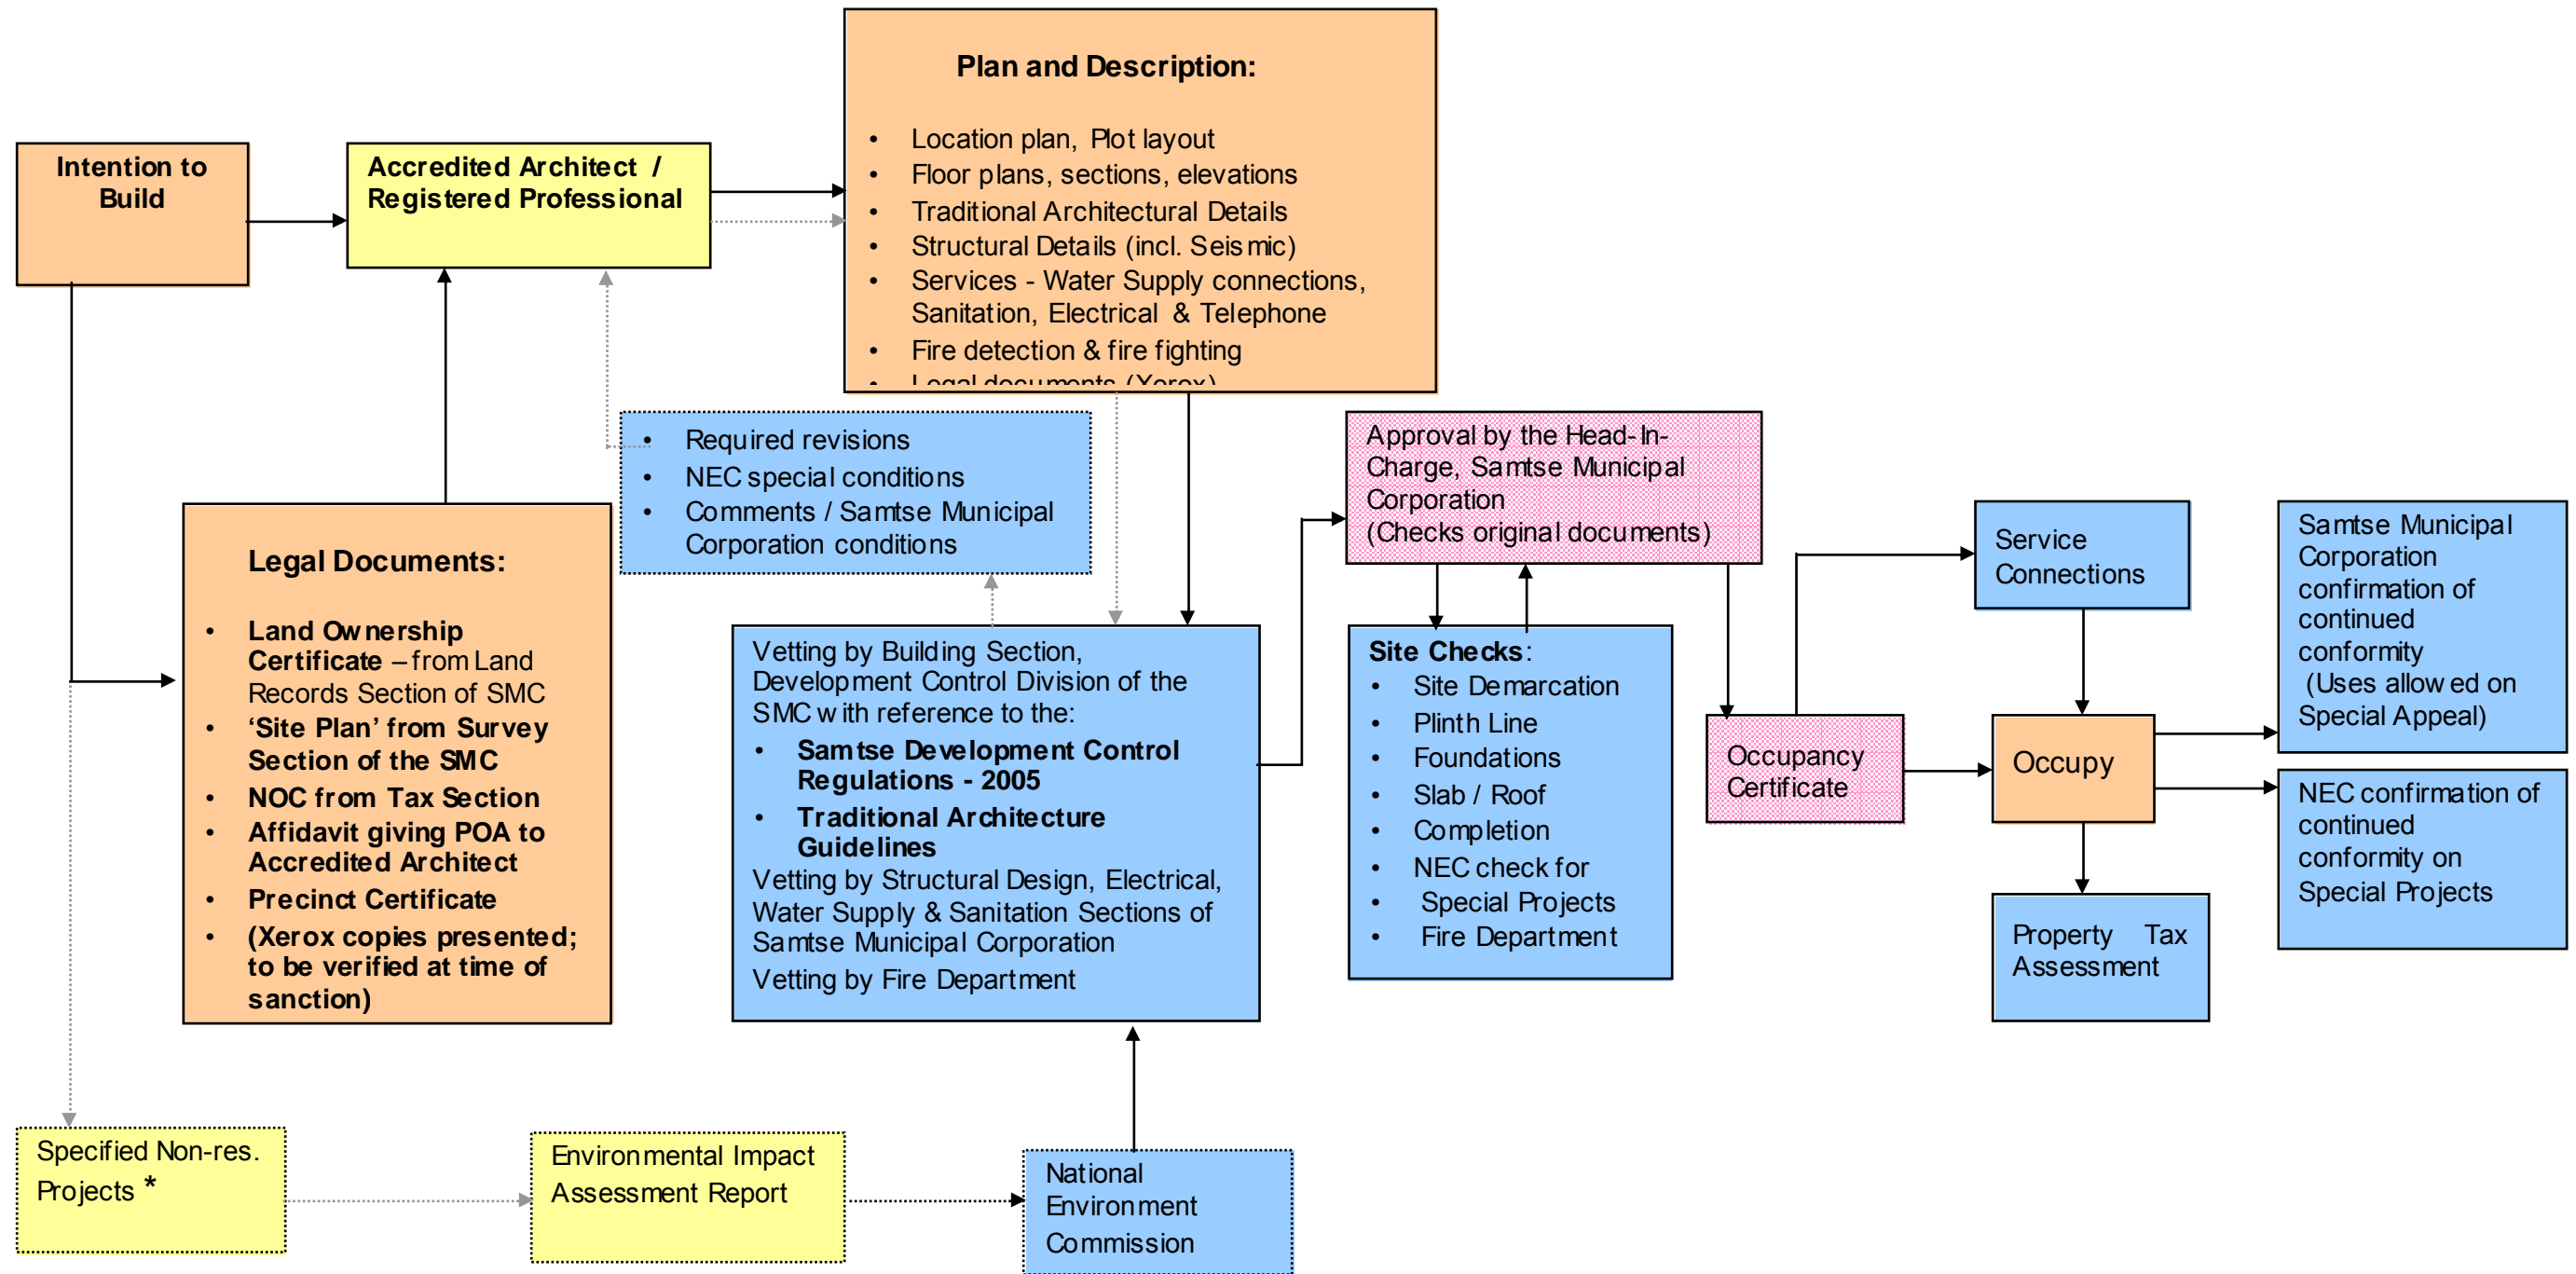 Intention to
Build
Accredited Architect /
Registered Professional
Plan and Description:
• Location plan, Plot layout
• Floor plans, sections, elevations
• Traditional Architectural Details
• Structural Details (incl. Seismic)
• Services - Water Supply connections,
Sanitation, Electrical & Telephone
• Fire detection & fire fighting
• Legal documents (Xerox)
• Required revisions
• NEC special conditions
• Comments / Samtse Municipal
Corporation conditions
Legal Documents:
• Land Ownership
Certificate – from Land
Records Section of SMC
• ‘Site Plan’ from Survey
Section of the SMC
• NOC from Tax Section
• Affidavit giving POA to
Accredited Architect
• Precinct Certificate
• (Xerox copies presented;
to be verified at time of
sanction)
Vetting by Building Section,
Development Control Division of the
SMC with reference to the:
• Samtse Development Control
Regulations - 2005
• Traditional Architecture
Guidelines
Vetting by Structural Design, Electrical,
Water Supply & Sanitation Sections of
Samtse Municipal Corporation
Vetting by Fire Department
Approval by the Head-In-
Charge, Samtse Municipal
Corporation
(Checks original documents)
Site Checks:
• Site Demarcation
• Plinth Line
• Foundations
• Slab / Roof
• Completion
• NEC check for
Special Projects
• Fire Department
Occupancy
Certificate
Service
Connections
Occupy
Property Tax
Assessment
Samtse Municipal
Corporation
confirmation of
continued
conformity
(Uses allowed on
Special Appeal)
NEC confirmation of
continued
conformity on
Special Projects
Specified Non-res.
Projects *
Environmental Impact
Assessment Report
National
Environment
Commission